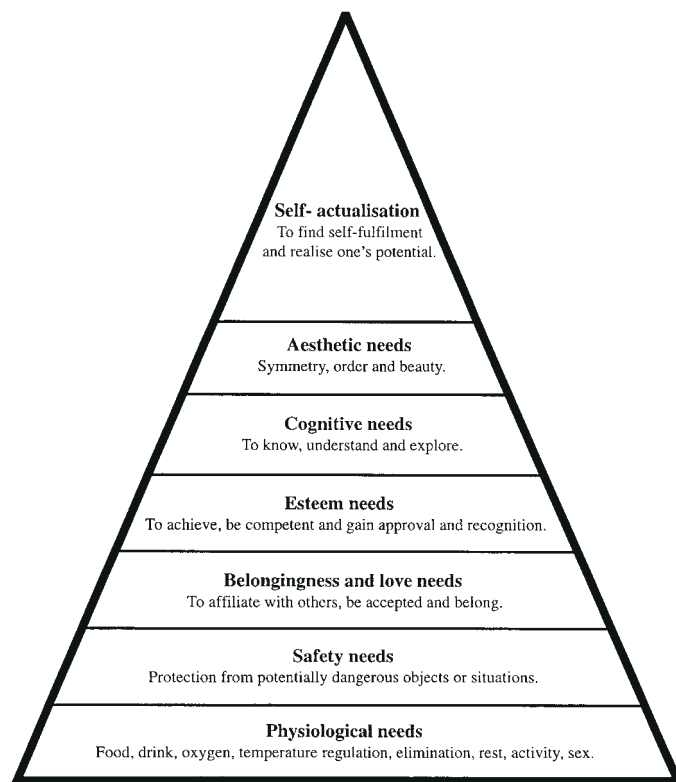 Self- actualisation
To find self-fulfilment
and realise one's potential.
Aesthetic needs
Symmetry, order and beauty.
Cognitive needs
To know, understand and explore.
Esteem needs
To achieve, be competent and gain approval and recognition.
Belongingness and love needs
To affiliate with others, be accepted and belong.
Safety needs
Protection from potentially dangerous objects or situations.
Physiological needs
Food, drink, oxygen, temperature regulation, elimination, rest, activity, sex.